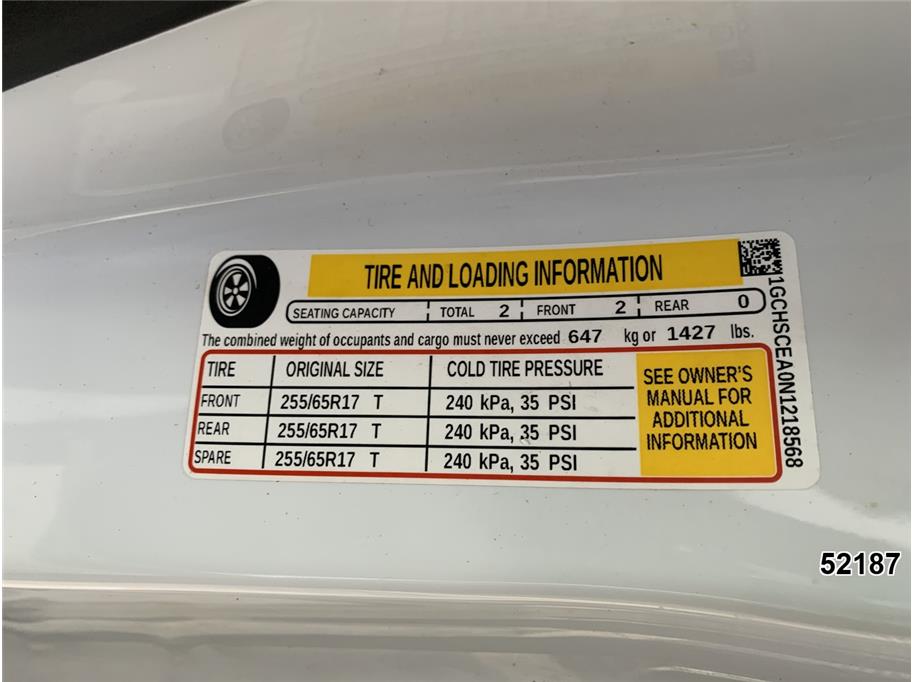 TIRE AND LOADING INFORMATION
SEATING CAPACITY TOTAL 2 FRONT 2 REAR 0
The combined weight of occupants and cargo must never exceed 647 kg or 1427 lbs.
TIRE ORIGINAL SIZE COLD TIRE PRESSURE
FRONT 255/65R17 T 240 kPa, 35 PSI
REAR 255/65R17 T 240 kPa, 35 PSI
SPARE 255/65R17 T 240 kPa, 35 PSI
SEE OWNER'S
MANUAL FOR
ADDITIONAL
INFORMATION
1GCHSCEA0N1218568
52187